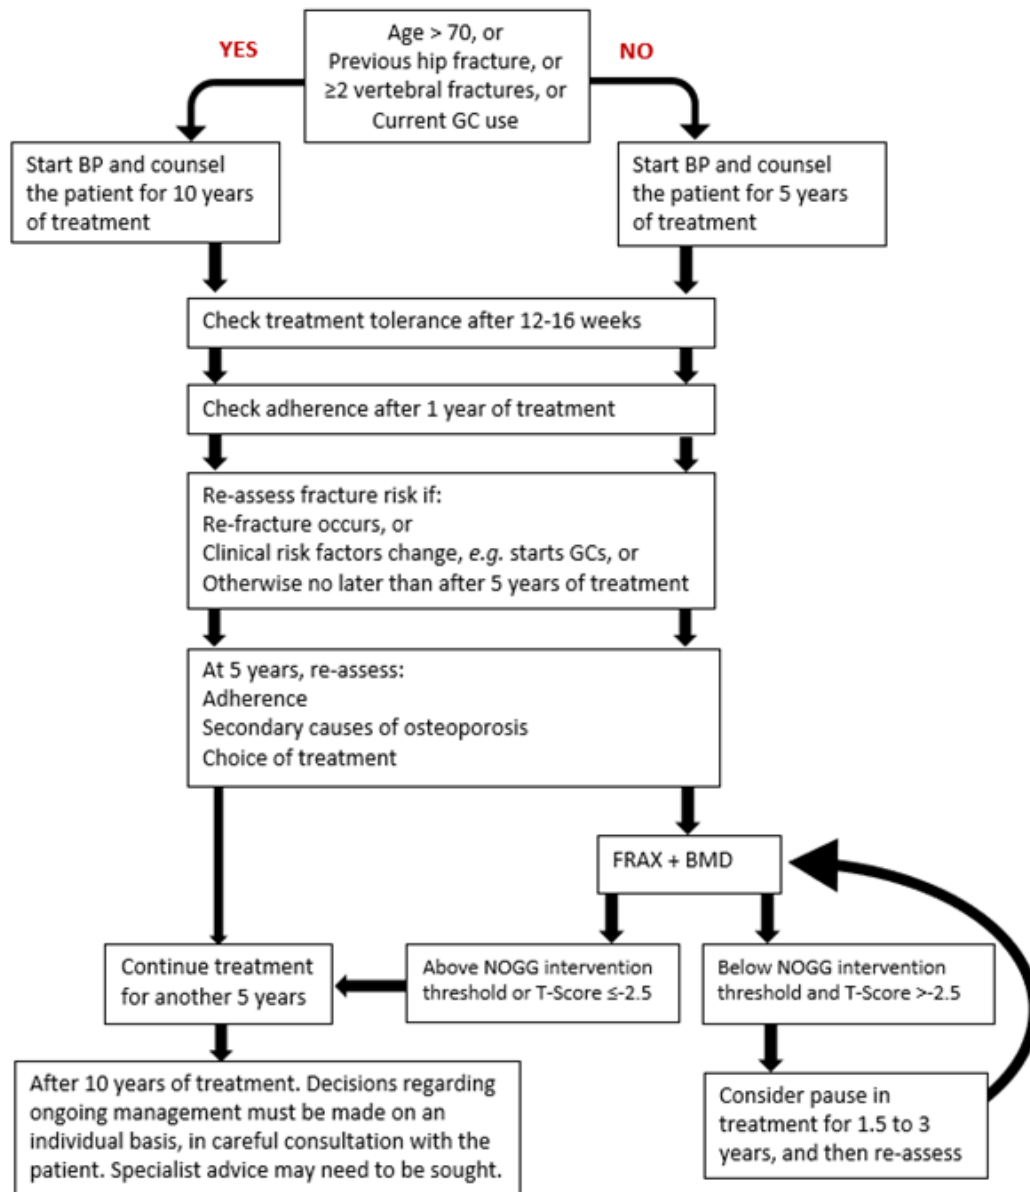 Age > 70, or
Previous hip fracture, or
≥2 vertebral fractures, or
Current GC use
YES
NO
Start BP and counsel
the patient for 10 years
of treatment
Start BP and counsel
the patient for 5 years
of treatment
Check treatment tolerance after 12-16 weeks
Check adherence after 1 year of treatment
Re-assess fracture risk if:
Re-fracture occurs, or
Clinical risk factors change, e.g. starts GCs, or
Otherwise no later than after 5 years of treatment
At 5 years, re-assess:
Adherence
Secondary causes of osteoporosis
Choice of treatment
FRAX + BMD
Continue treatment
for another 5 years
Above NOGG intervention
threshold or T-Score ≤-2.5
Below NOGG intervention
threshold and T-Score >-2.5
After 10 years of treatment. Decisions regarding
ongoing management must be made on an
individual basis, in careful consultation with the
patient. Specialist advice may need to be sought.
Consider pause in
treatment for 1.5 to 3
years, and then re-assess